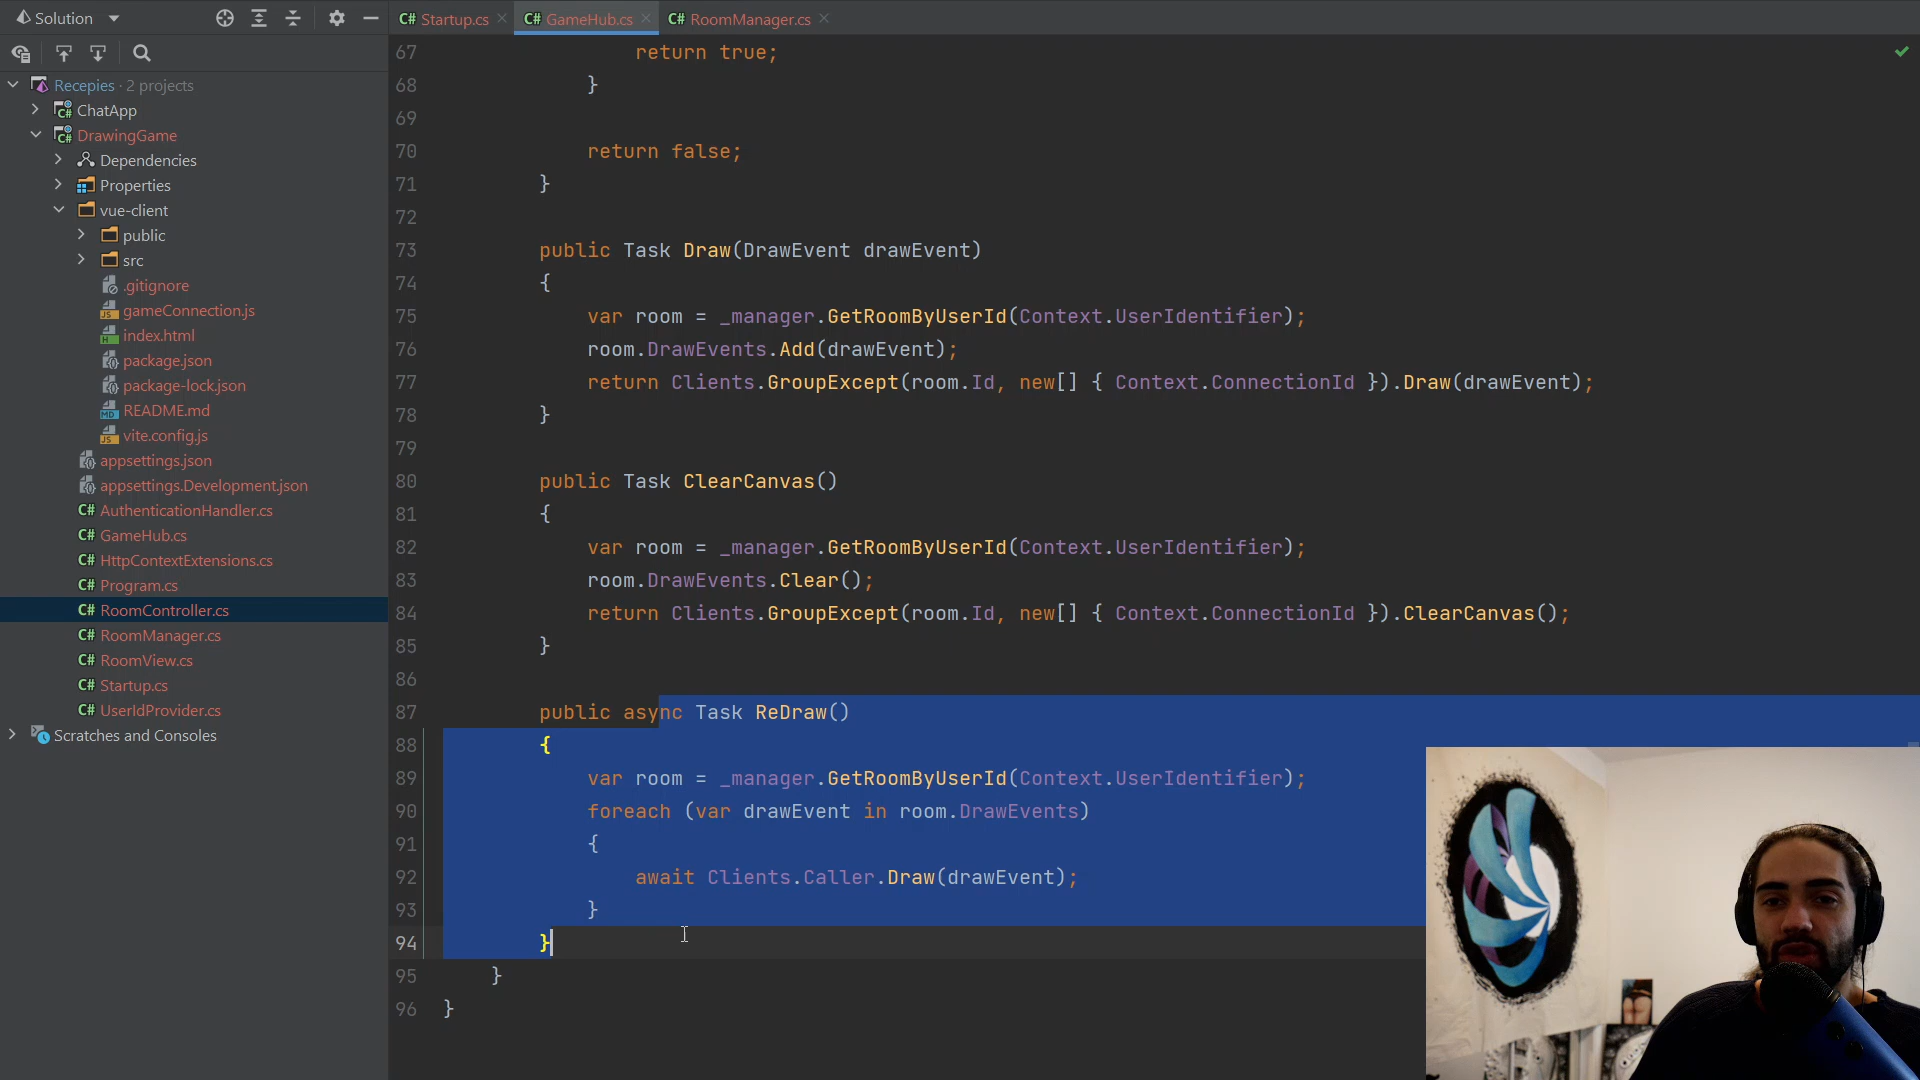 Solution
C# Startup.cs
C# GameHub.cs
C# RoomManager.cs
Recepies · 2 projects
C# ChatApp
C# DrawingGame
Dependencies
Properties
vue-client
public
src
.gitignore
JS gameConnection.js
H index.html
package.json
package-lock.json
MD README.md
JS vite.config.js
appsettings.json
appsettings.Development.json
C# AuthenticationHandler.cs
C# GameHub.cs
C# HttpContextExtensions.cs
C# Program.cs
C# RoomController.cs
C# RoomManager.cs
C# RoomView.cs
C# Startup.cs
C# UserIdProvider.cs
Scratches and Consoles
67 return true;
68 }
69
70 return false;
71 }
72
73 public Task Draw(DrawEvent drawEvent)
74 {
75 var room = _manager.GetRoomByUserId(Context.UserIdentifier);
76 room.DrawEvents.Add(drawEvent);
77 return Clients.GroupExcept(room.Id, new[] { Context.ConnectionId }).Draw(drawEvent);
78 }
79
80 public Task ClearCanvas()
81 {
82 var room = _manager.GetRoomByUserId(Context.UserIdentifier);
83 room.DrawEvents.Clear();
84 return Clients.GroupExcept(room.Id, new[] { Context.ConnectionId }).ClearCanvas();
85 }
86
87 public async Task ReDraw()
88 {
89 var room = _manager.GetRoomByUserId(Context.UserIdentifier);
90 foreach (var drawEvent in room.DrawEvents)
91 {
92 await Clients.Caller.Draw(drawEvent);
93 }
94 }
95 }
96 }